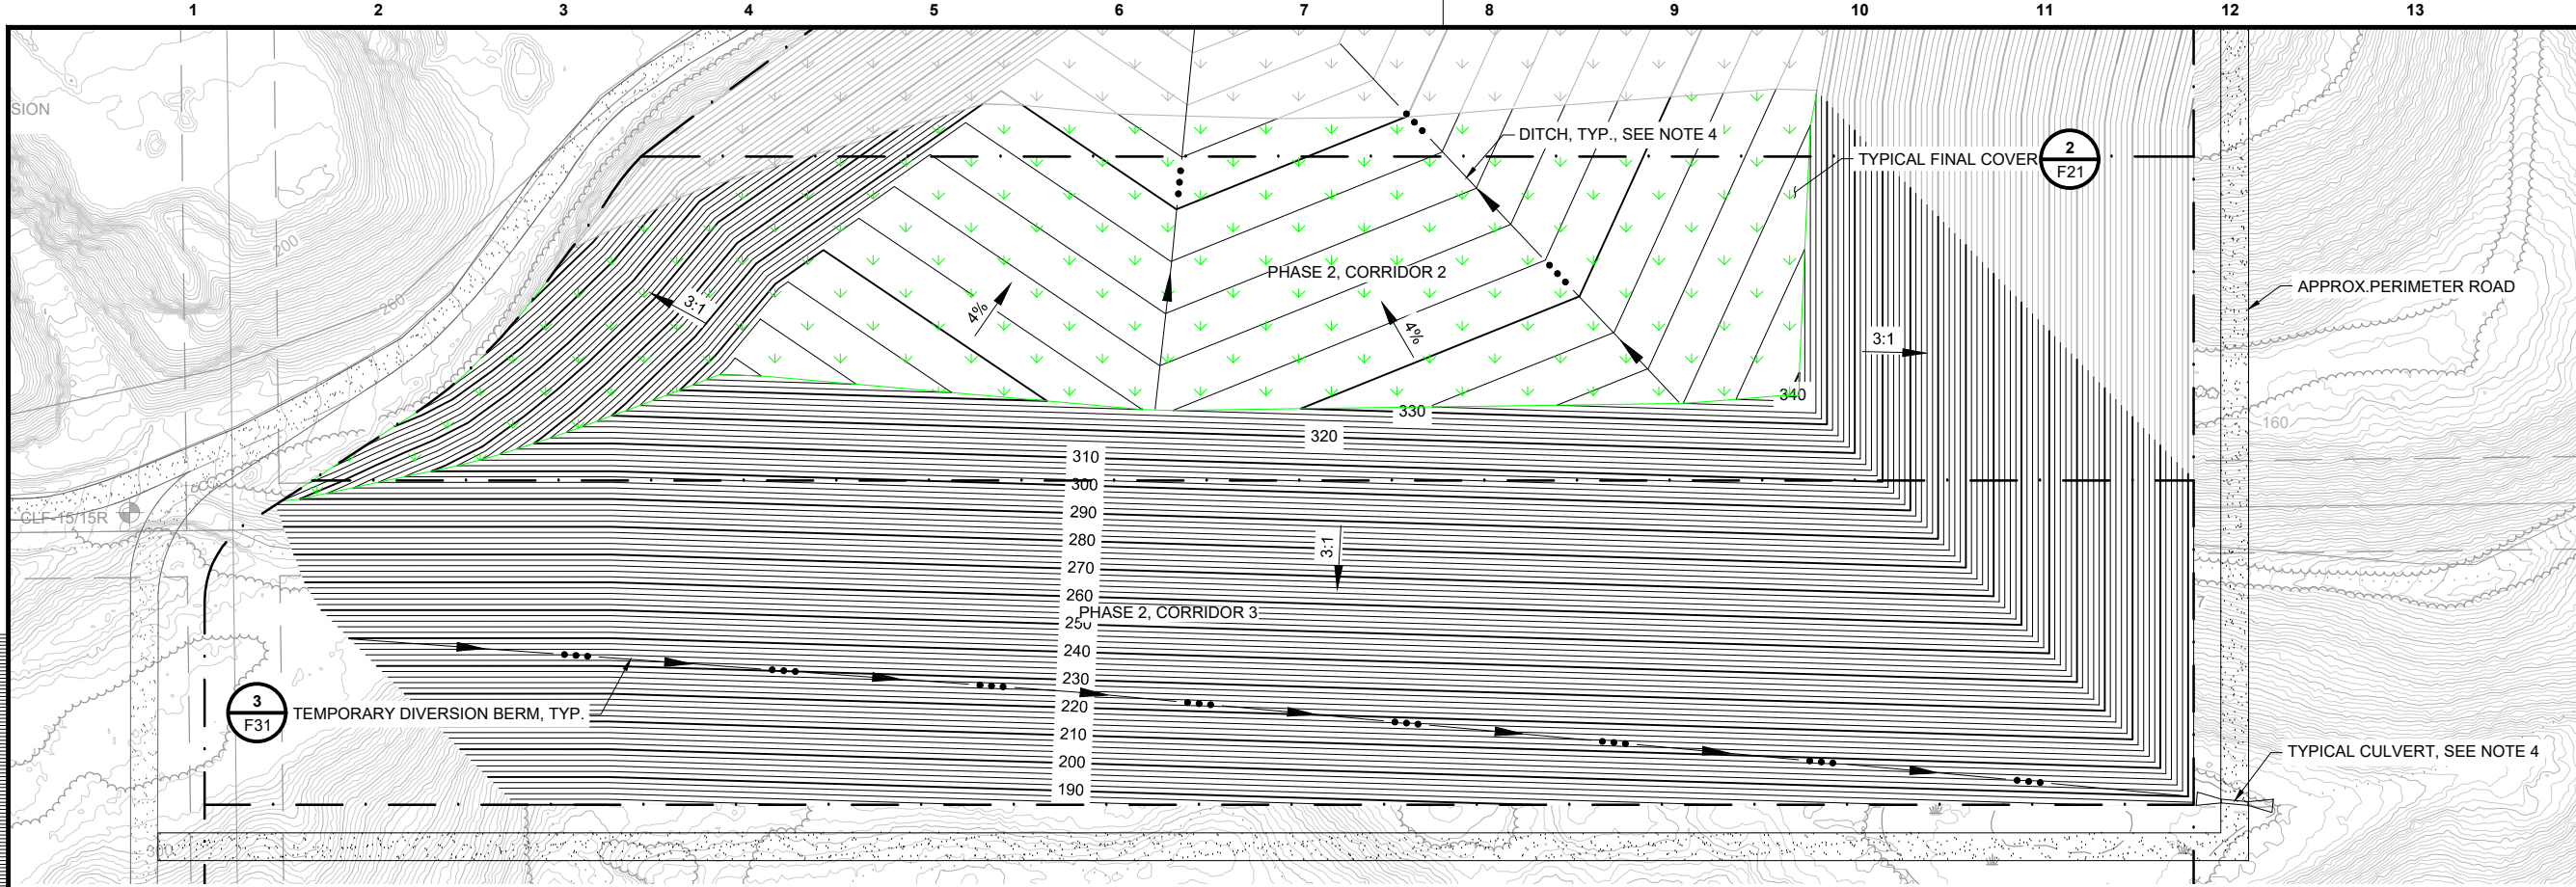 1 2 3 4 5 6 7 8 9 10 11 12 13
SION
DITCH, TYP., SEE NOTE 4
TYPICAL FINAL COVER
2
F21
200
260
3:1
4%
PHASE 2, CORRIDOR 2
4%
3:1
APPROX.PERIMETER ROAD
340
330
320
310
300
290
280
270
260
250
240
230
220
210
200
190
160
CLF-15/15R
3:1
PHASE 2, CORRIDOR 3
3
F31
TEMPORARY DIVERSION BERM, TYP.
TYPICAL CULVERT, SEE NOTE 4